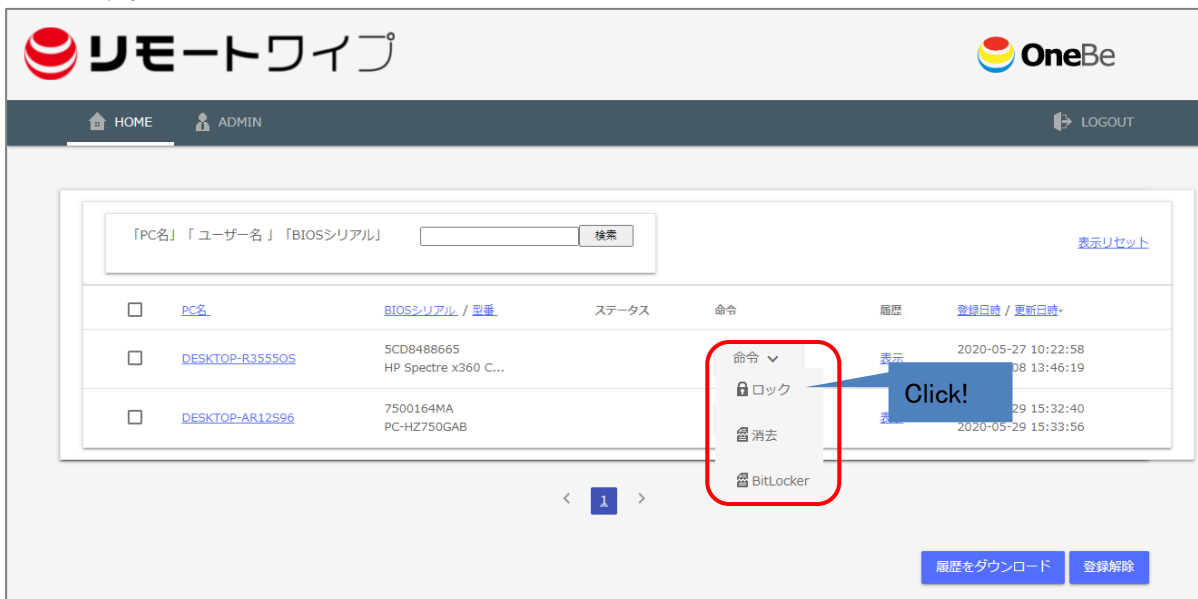 リモートワイプ
OneBe
HOME ADMIN LOGOUT
「PC名」「 ユーザー名 」「BIOSシリアル」 検索
表示リセット
PC名 BIOSシリアル / 型番 ステータス 命令 履歴 登録日時 / 更新日時
DESKTOP-R3555OS 5CD8488665 命令 表示 2020-05-27 10:22:58
HP Spectre x360 C... 08 13:46:19
ロック
Click!
DESKTOP-AR12S96 7500164MA 29 15:32:40
PC-HZ750GAB 2020-05-29 15:33:56
消去
BitLocker
< 1 >
履歴をダウンロード 登録解除